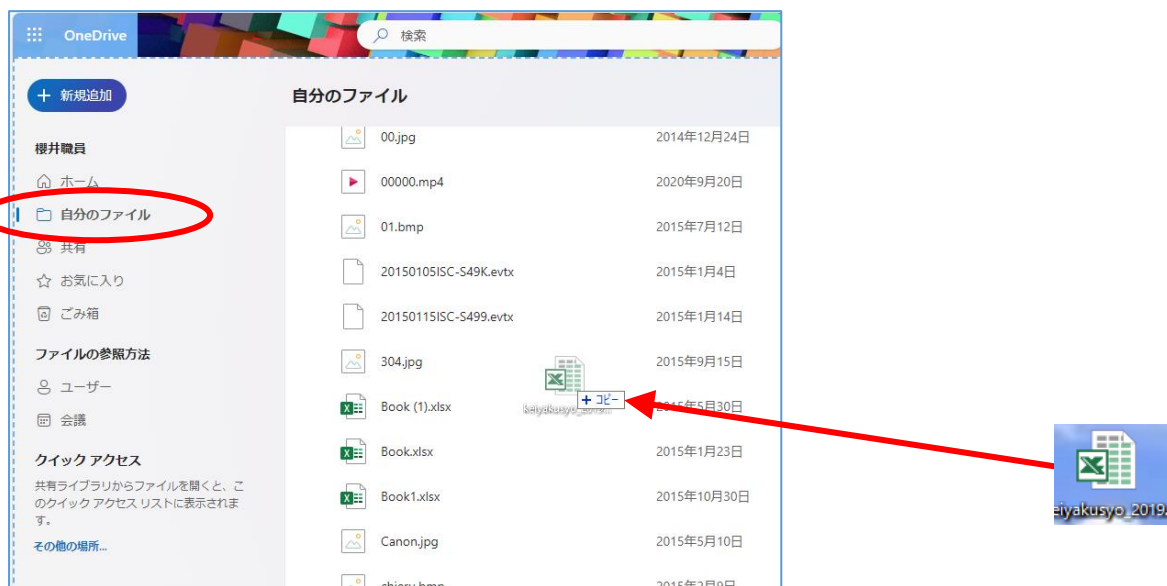 OneDrive
検索
+ 新規追加
自分のファイル
櫻井職員
ホーム
自分のファイル
共有
お気に入り
ごみ箱
ファイルの参照方法
ユーザー
会議
クイック アクセス
共有ライブラリからファイルを開くと、こ
のクイック アクセス リストに表示されま
す。
その他の場所...
00.jpg 2014年12月24日
00000.mp4 2020年9月20日
01.bmp 2015年7月12日
20150105ISC-S49K.evtx 2015年1月4日
20150115ISC-S499.evtx 2015年1月14日
304.jpg 2015年9月15日
Book (1).xlsx 2015年5月30日
Book.xlsx 2015年1月23日
Book1.xlsx 2015年10月30日
Canon.jpg 2015年5月10日
2015年2月9日
+ コピー
keiyakusyo_2019...
eiyakusyo_2019.